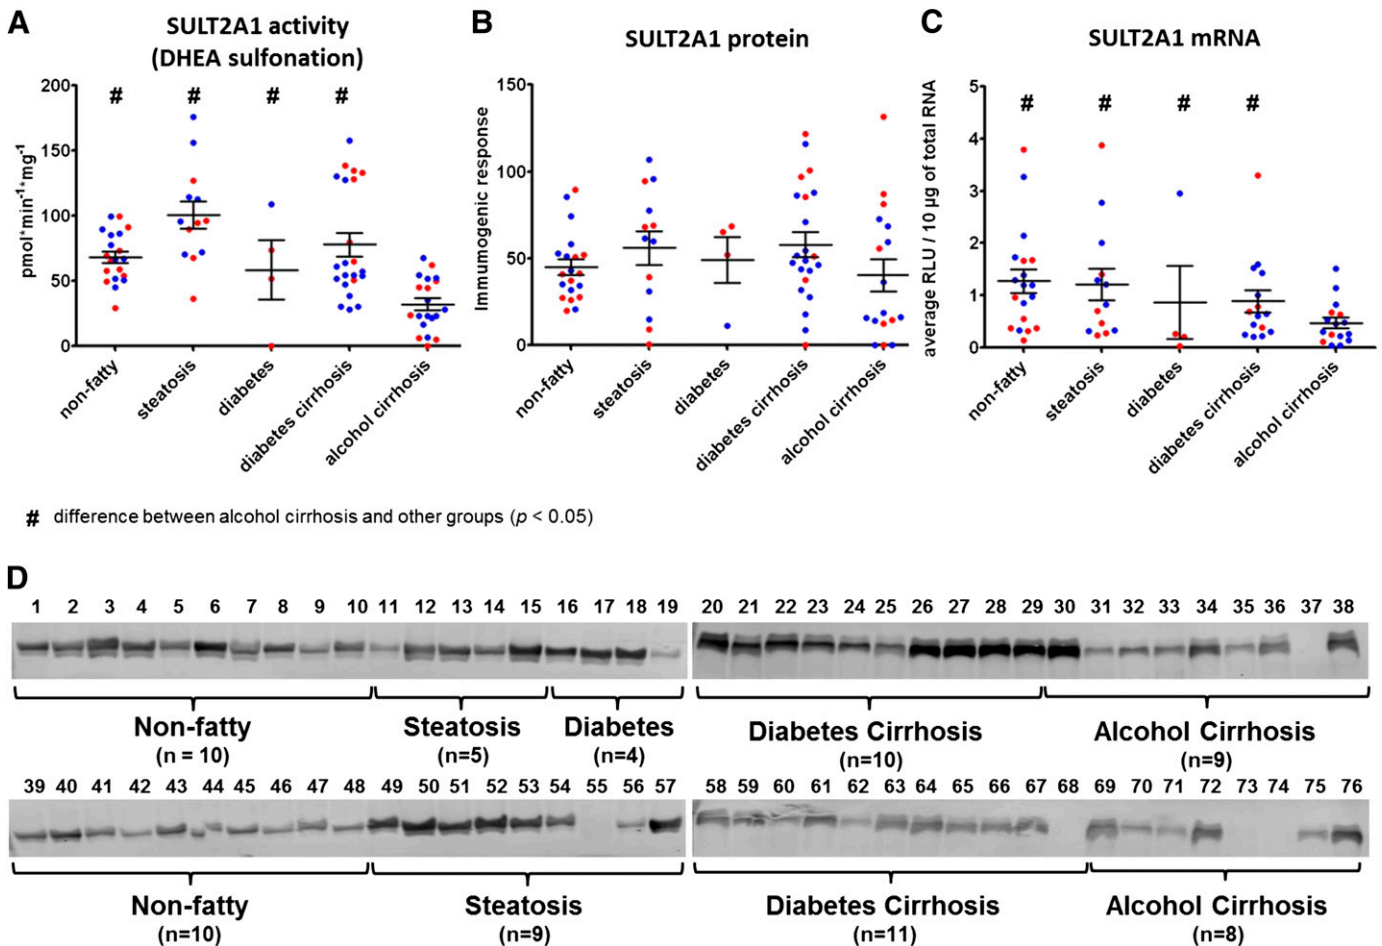 A
SULT2A1 activity
(DHEA sulfonation)
pmol*min⁻¹*mg⁻¹
200
150
100
50
0
# # # #
non-fatty
steatosis
diabetes
diabetes cirrhosis
alcohol cirrhosis
B
SULT2A1 protein
Immumogenic response
150
100
50
0
non-fatty
steatosis
diabetes
diabetes cirrhosis
alcohol cirrhosis
C
SULT2A1 mRNA
average RLU / 10 µg of total RNA
5
4
3
2
1
0
# # # #
non-fatty
steatosis
diabetes
diabetes cirrhosis
alcohol cirrhosis
# difference between alcohol cirrhosis and other groups (p < 0.05)
D
1 2 3 4 5 6 7 8 9 10 11 12 13 14 15 16 17 18 19 20 21 22 23 24 25 26 27 28 29 30 31 32 33 34 35 36 37 38
Non-fatty Steatosis Diabetes Diabetes Cirrhosis Alcohol Cirrhosis
(n = 10) (n=5) (n=4) (n=10) (n=9)
39 40 41 42 43 44 45 46 47 48 49 50 51 52 53 54 55 56 57 58 59 60 61 62 63 64 65 66 67 68 69 70 71 72 73 74 75 76
Non-fatty Steatosis Diabetes Cirrhosis Alcohol Cirrhosis
(n=10) (n=9) (n=11) (n=8)